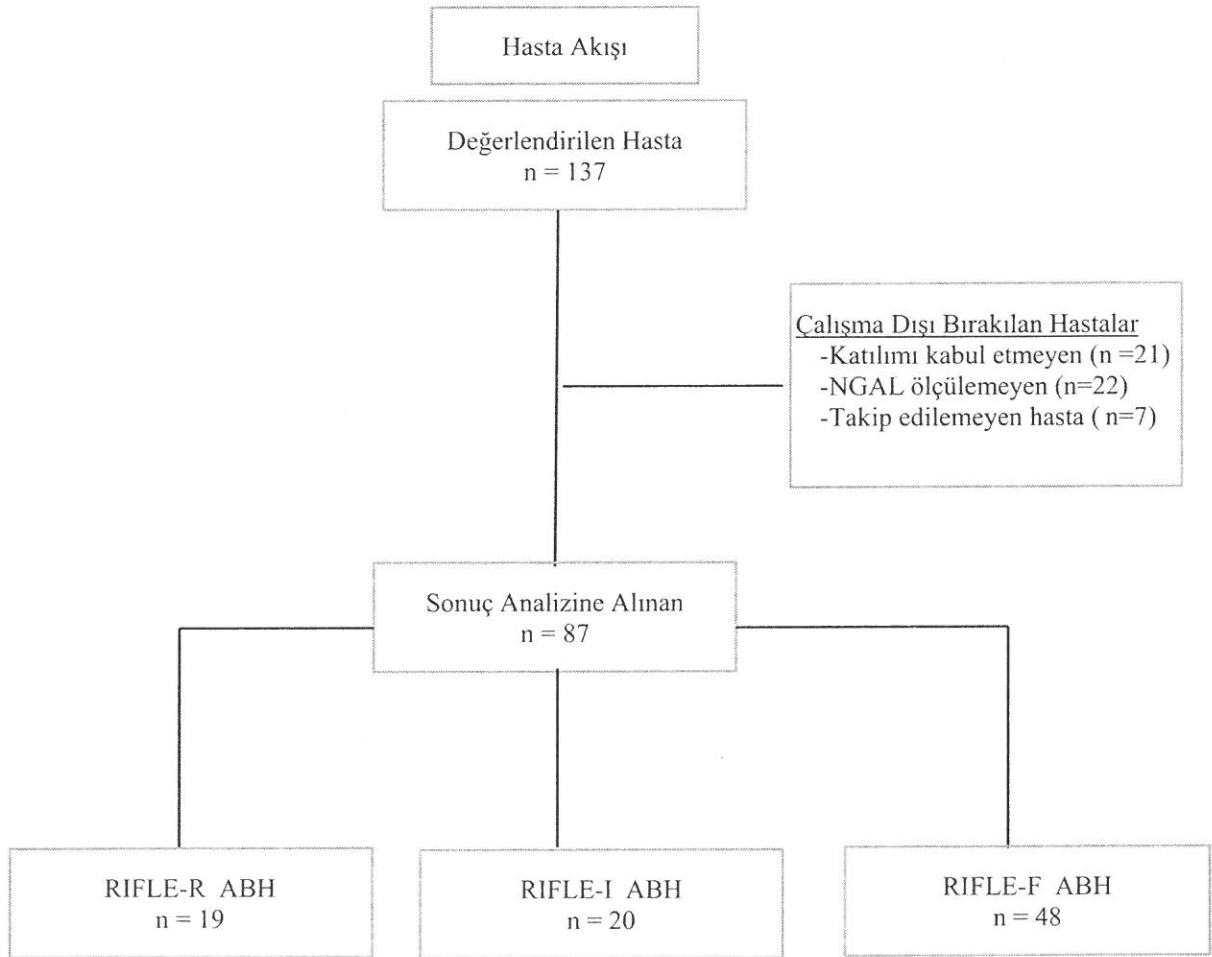 Hasta Akışı
Değerlendirilen Hasta
n = 137
Çalışma Dışı Bırakılan Hastalar
-Katılımı kabul etmeyen (n =21)
-NGAL ölçülemeyen (n=22)
-Takip edilemeyen hasta ( n=7)
Sonuç Analizine Alınan
n = 87
RIFLE-R ABH
n = 19
RIFLE-I ABH
n = 20
RIFLE-F ABH
n = 48